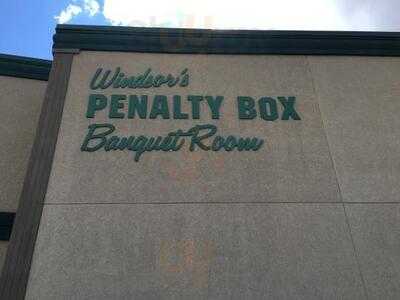 Windsor's
PENALTY BOX
Banquet Room